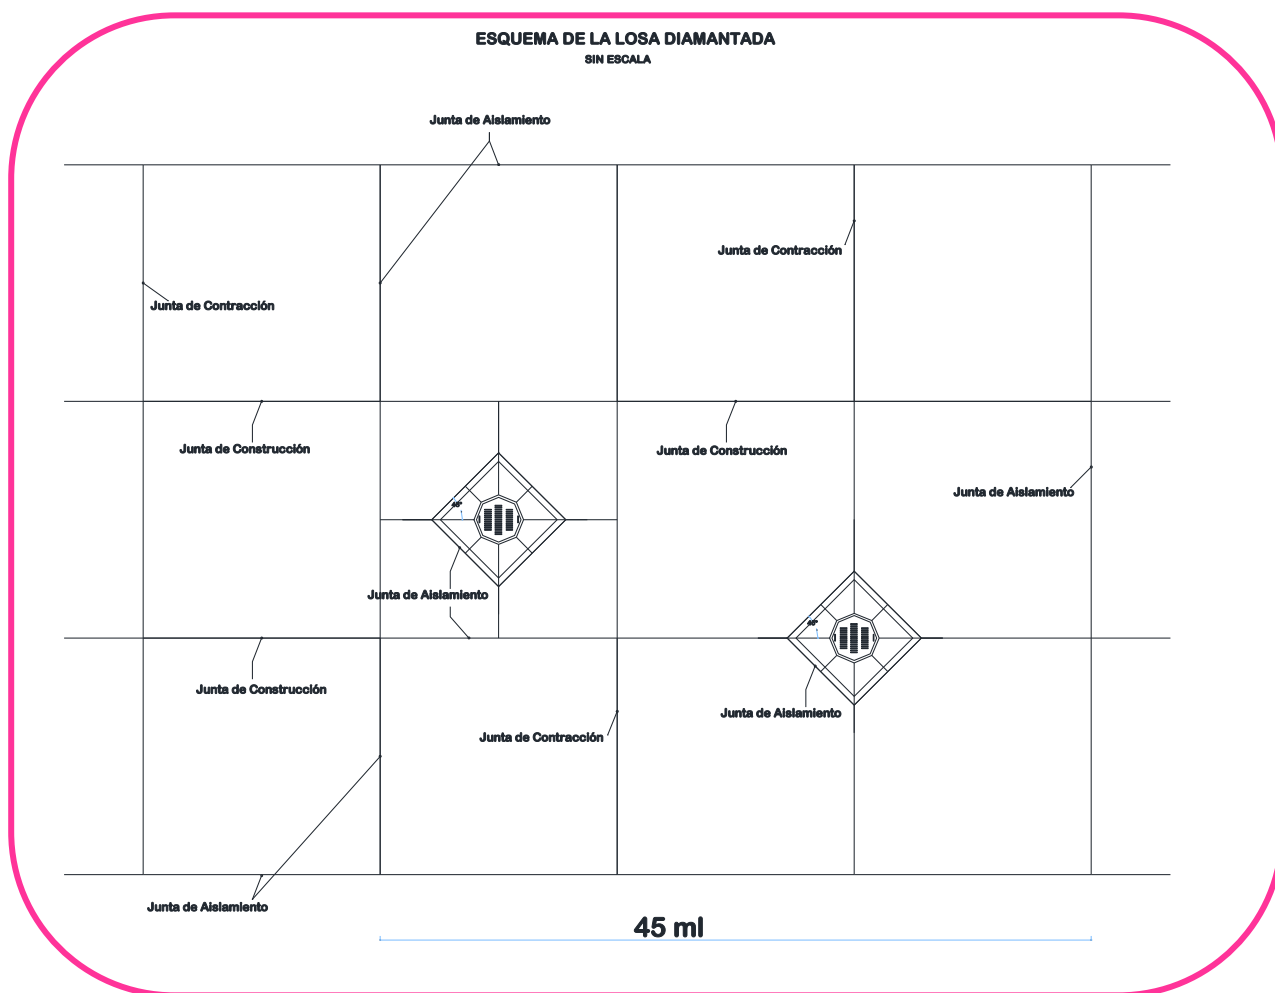 ESQUEMA DE LA LOSA DIAMANTADA
SIN ESCALA
Junta de Aislamiento
Junta de Contracción
Junta de Contracción
Junta de Construcción
Junta de Construcción
Junta de Aislamiento
45°
Junta de Aislamiento
45°
Junta de Construcción
Junta de Aislamiento
Junta de Contracción
Junta de Aislamiento
45 ml